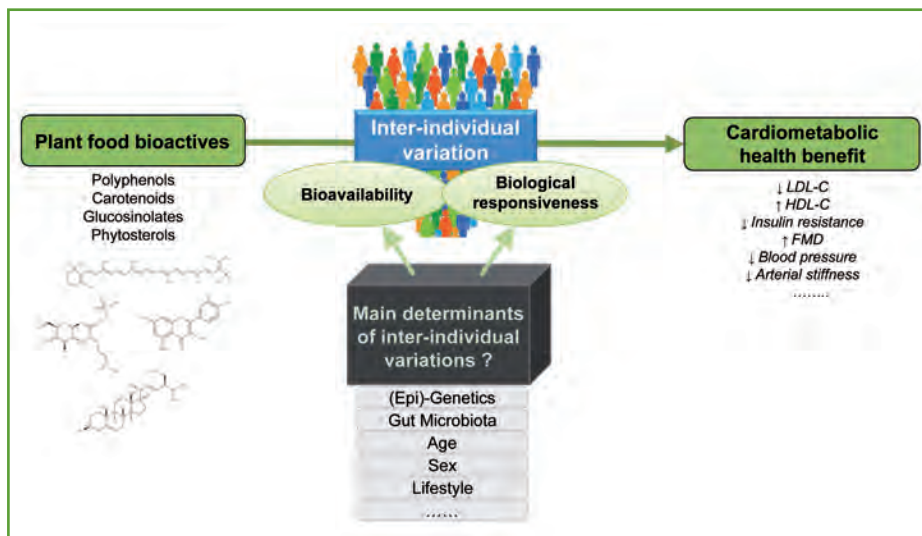 Plant food bioactives
Polyphenols
Carotenoids
Glucosinolates
Phytosterols
Inter-individual
variation
Bioavailability
Biological
responsiveness
Cardiometabolic
health benefit
↓ LDL-C
↑ HDL-C
↓ Insulin resistance
↑ FMD
↓ Blood pressure
↓ Arterial stiffness
........
Main determinants
of inter-individual
variations ?
(Epi)-Genetics
Gut Microbiota
Age
Sex
Lifestyle
......